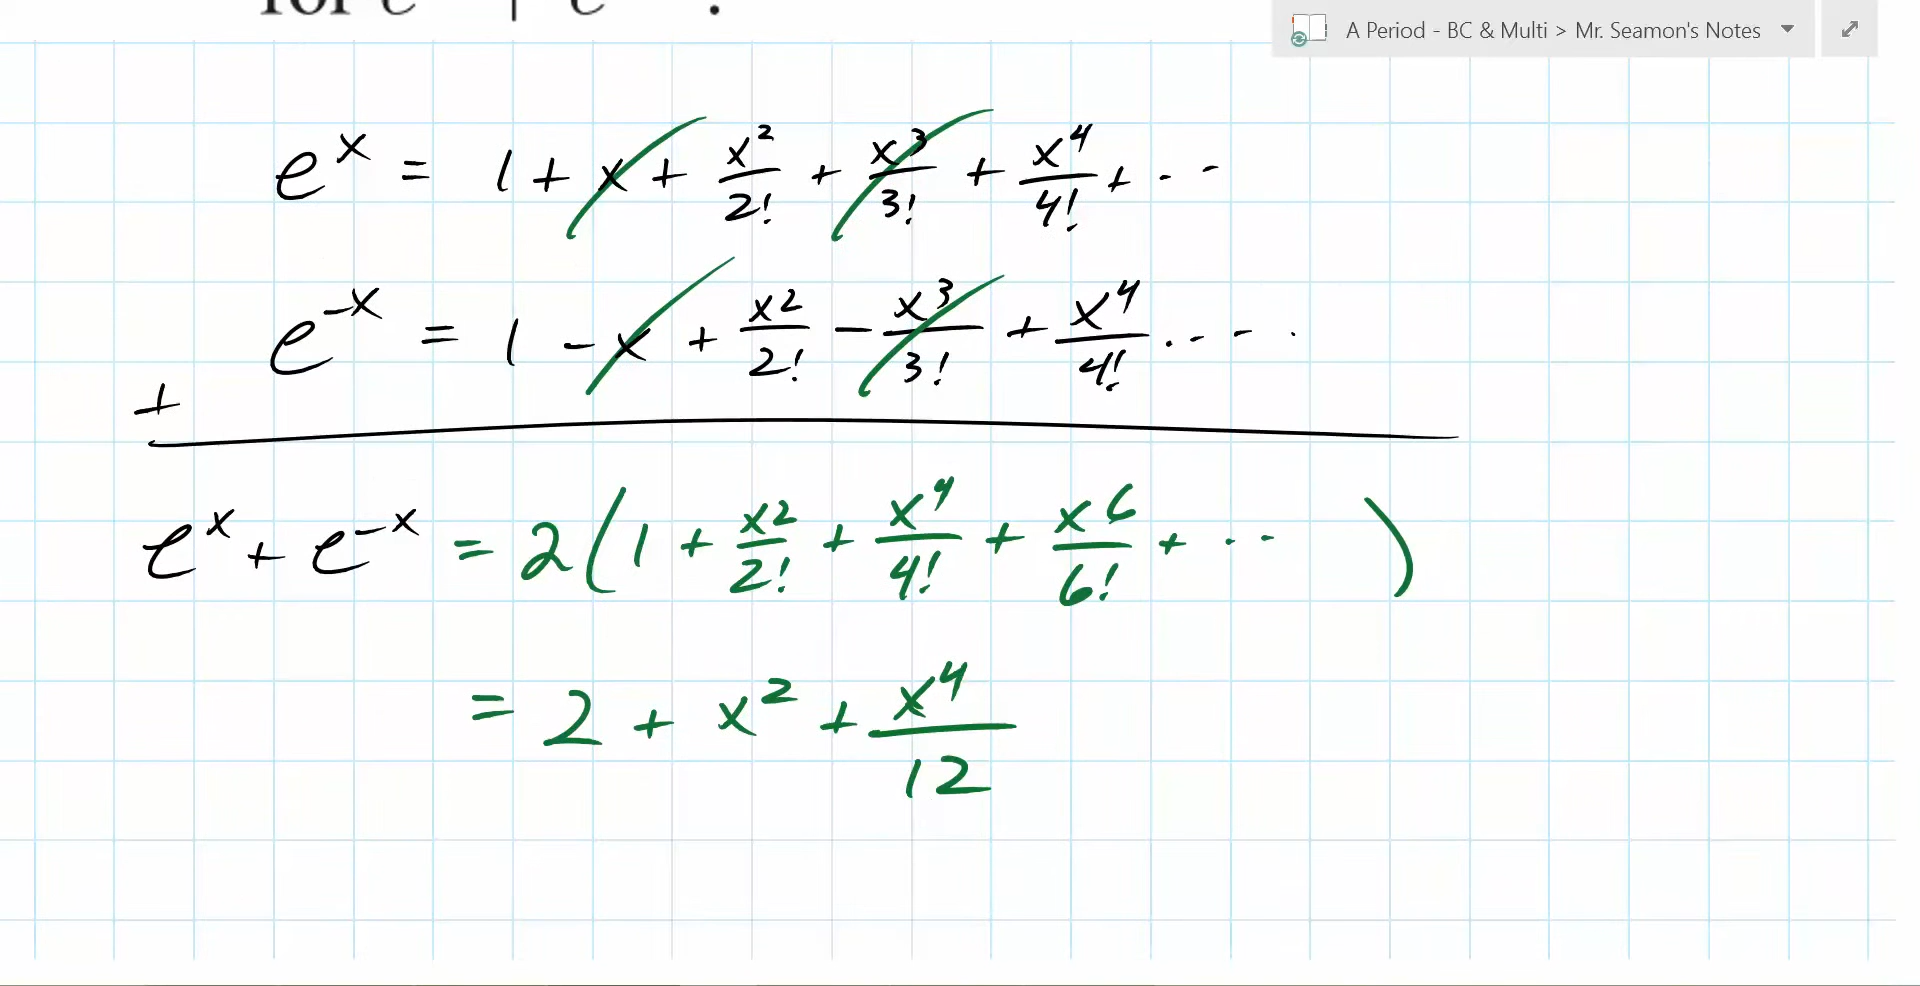 A Period - BC & Multi > Mr. Seamon's Notes
e^x = 1 + x + x^2/2! + x^3/3! + x^4/4! + ...
e^-x = 1 - x + x^2/2! - x^3/3! + x^4/4! ....
+
e^x + e^-x = 2(1 + x^2/2! + x^4/4! + x^6/6! + ... )
= 2 + x^2 + x^4/12